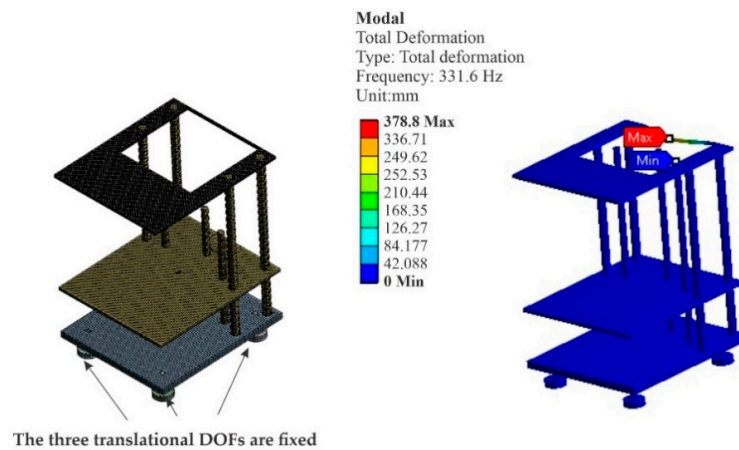 Modal
Total Deformation
Type: Total deformation
Frequency: 331.6 Hz
Unit:mm
378.8 Max
336.71
249.62
252.53
210.44
168.35
126.27
84.177
42.088
0 Min
Max
Min
The three translational DOFs are fixed